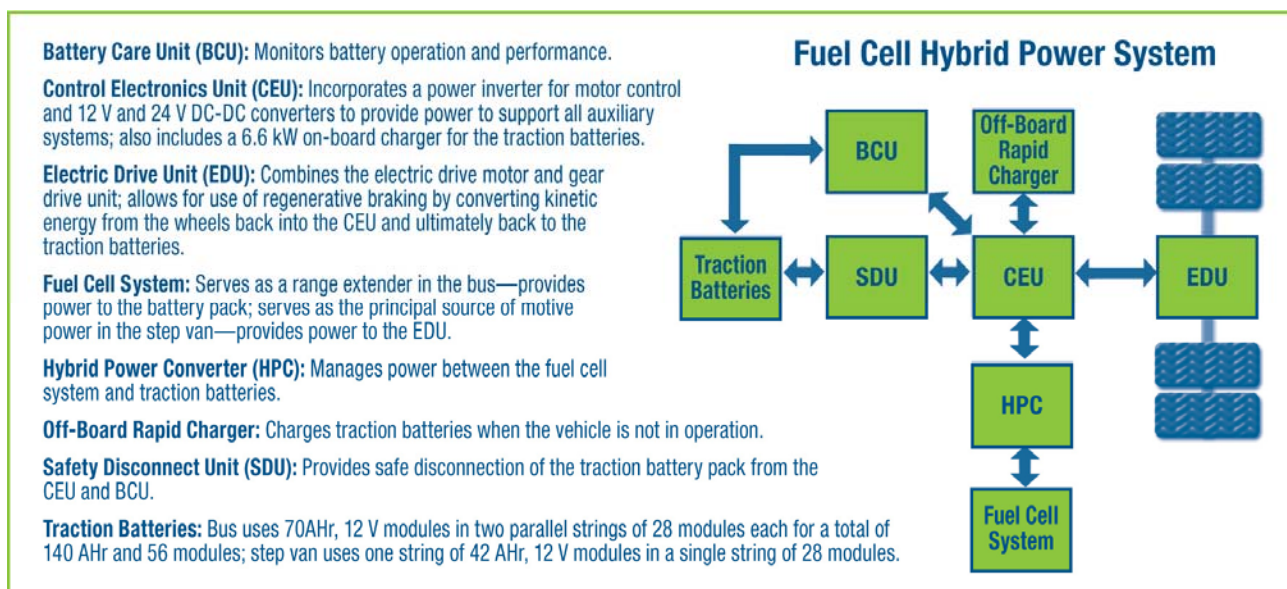 Battery Care Unit (BCU): Monitors battery operation and performance.
Control Electronics Unit (CEU): Incorporates a power inverter for motor control
and 12 V and 24 V DC-DC converters to provide power to support all auxiliary
systems; also includes a 6.6 kW on-board charger for the traction batteries.
Electric Drive Unit (EDU): Combines the electric drive motor and gear
drive unit; allows for use of regenerative braking by converting kinetic
energy from the wheels back into the CEU and ultimately back to the
traction batteries.
Fuel Cell System: Serves as a range extender in the bus—provides
power to the battery pack; serves as the principal source of motive
power in the step van—provides power to the EDU.
Hybrid Power Converter (HPC): Manages power between the fuel cell
system and traction batteries.
Off-Board Rapid Charger: Charges traction batteries when the vehicle is not in operation.
Safety Disconnect Unit (SDU): Provides safe disconnection of the traction battery pack from the
CEU and BCU.
Traction Batteries: Bus uses 70AHr, 12 V modules in two parallel strings of 28 modules each for a total of
140 AHr and 56 modules; step van uses one string of 42 AHr, 12 V modules in a single string of 28 modules.
Fuel Cell Hybrid Power System
BCU
Off-Board
Rapid
Charger
Traction
Batteries
SDU
CEU
EDU
HPC
Fuel Cell
System